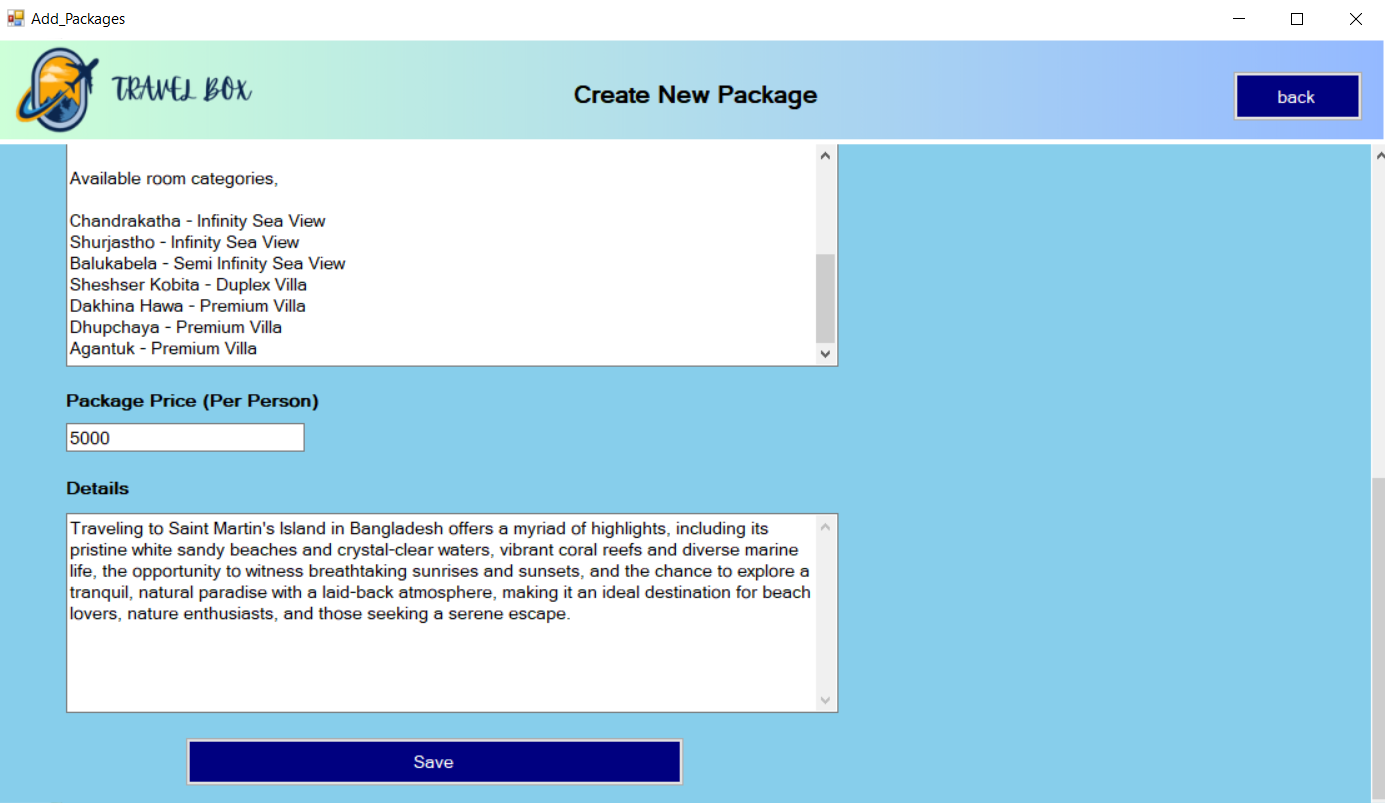 Add_Packages
TRAVEL BOX
Create New Package
back
Available room categories,
Chandrakatha - Infinity Sea View
Shurjastho - Infinity Sea View
Balukabela - Semi Infinity Sea View
Sheshser Kobita - Duplex Villa
Dakhina Hawa - Premium Villa
Dhupchaya - Premium Villa
Agantuk - Premium Villa
Package Price (Per Person)
5000
Details
Traveling to Saint Martin's Island in Bangladesh offers a myriad of highlights, including its
pristine white sandy beaches and crystal-clear waters, vibrant coral reefs and diverse marine
life, the opportunity to witness breathtaking sunrises and sunsets, and the chance to explore a
tranquil, natural paradise with a laid-back atmosphere, making it an ideal destination for beach
lovers, nature enthusiasts, and those seeking a serene escape.
Save